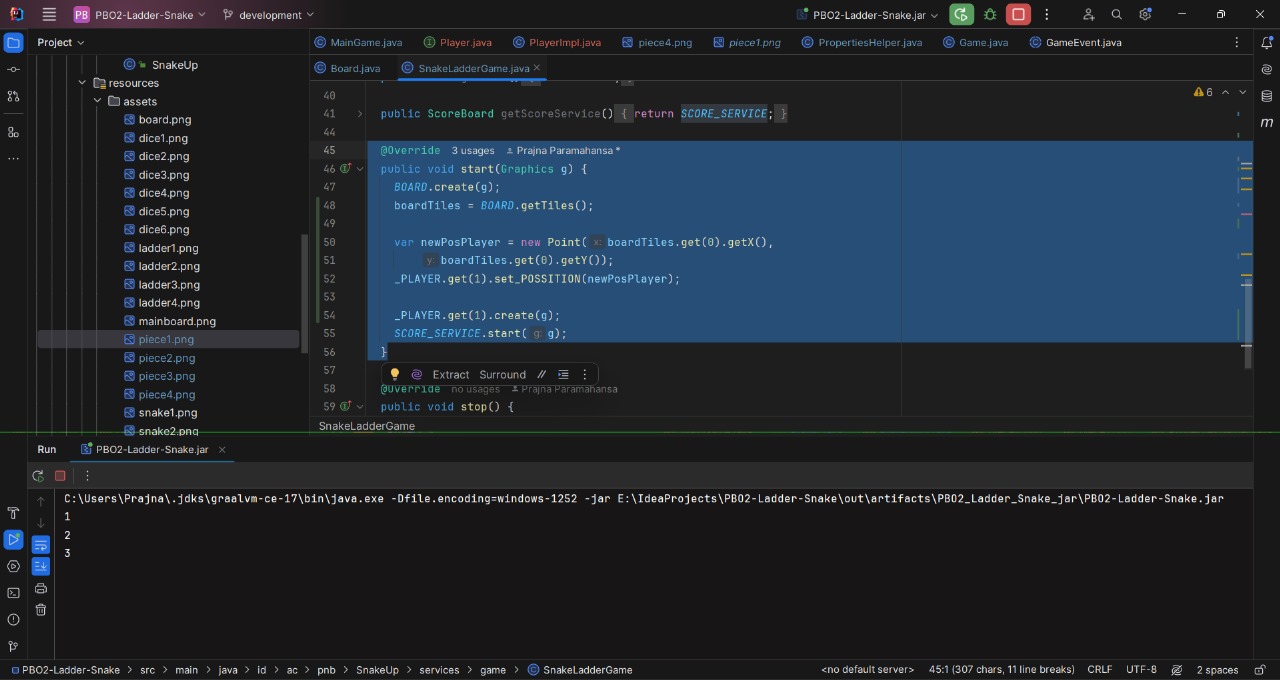 PB PBO2-Ladder-Snake development PBO2-Ladder-Snake.jar
Project
MainGame.java Player.java PlayerImpl.java piece4.png piece1.png PropertiesHelper.java Game.java GameEvent.java
Board.java SnakeLadderGame.java
SnakeUp
resources
assets
board.png
dice1.png
dice2.png
dice3.png
dice4.png
dice5.png
dice6.png
ladder1.png
ladder2.png
ladder3.png
ladder4.png
mainboard.png
piece1.png
piece2.png
piece3.png
piece4.png
snake1.png
snake2.png
6
40
41 public ScoreBoard getScoreService() { return SCORE_SERVICE; }
44
45 @Override 3 usages Prajna Paramahansa *
46 public void start(Graphics g) {
47 BOARD.create(g);
48 boardTiles = BOARD.getTiles();
49
50 var newPosPlayer = new Point( x: boardTiles.get(0).getX(),
51 y: boardTiles.get(0).getY());
52 _PLAYER.get(1).set_POSSITION(newPosPlayer);
53
54 _PLAYER.get(1).create(g);
55 SCORE_SERVICE.start( g: g);
56 }
57
Extract Surround //
58 @Override no usages Prajna Paramahansa
59 public void stop() {
SnakeLadderGame
Run PBO2-Ladder-Snake.jar
C:\Users\Prajna\.jdks\graalvm-ce-17\bin\java.exe -Dfile.encoding=windows-1252 -jar E:\IdeaProjects\PBO2-Ladder-Snake\out\artifacts\PBO2_Ladder_Snake_jar\PBO2-Ladder-Snake.jar
1
2
3
PBO2-Ladder-Snake > src > main > java > id > ac > pnb > SnakeUp > services > game > SnakeLadderGame <no default server> 45:1 (307 chars, 11 line breaks) CRLF UTF-8 2 spaces